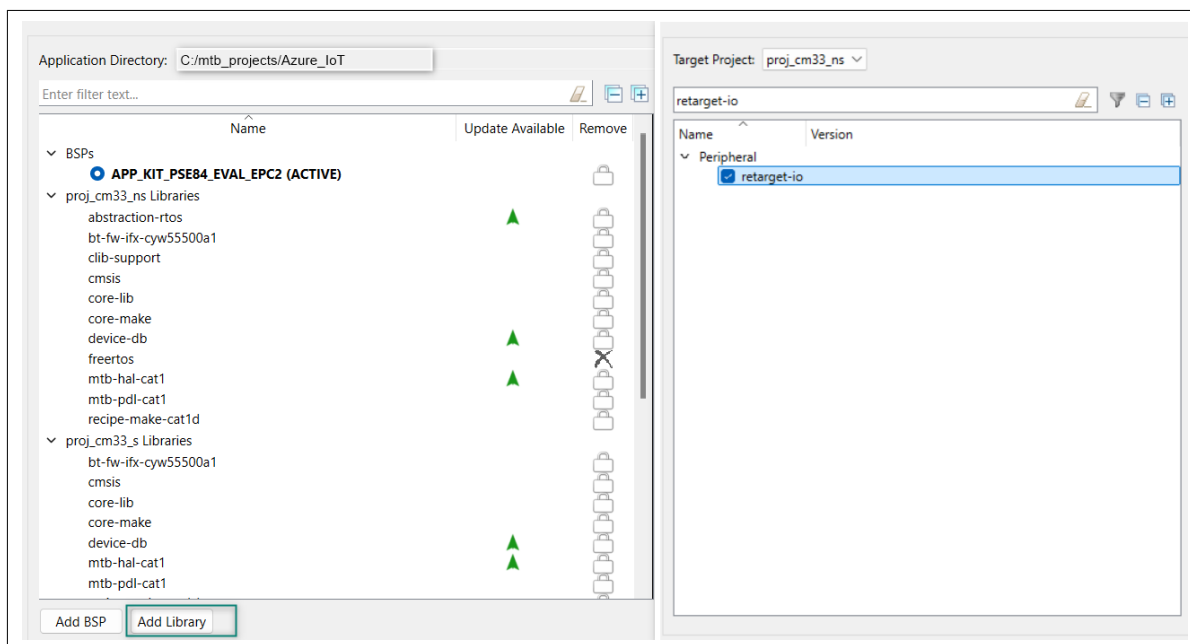 Application Directory: C:/mtb_projects/Azure_IoT
Enter filter text...
Name Update Available Remove
BSPs
APP_KIT_PSE84_EVAL_EPC2 (ACTIVE)
proj_cm33_ns Libraries
abstraction-rtos
bt-fw-ifx-cyw55500a1
clib-support
cmsis
core-lib
core-make
device-db
freertos
mtb-hal-cat1
mtb-pdl-cat1
recipe-make-cat1d
proj_cm33_s Libraries
bt-fw-ifx-cyw55500a1
cmsis
core-lib
core-make
device-db
mtb-hal-cat1
mtb-pdl-cat1
Add BSP Add Library
Target Project: proj_cm33_ns
retarget-io
Name Version
Peripheral
retarget-io